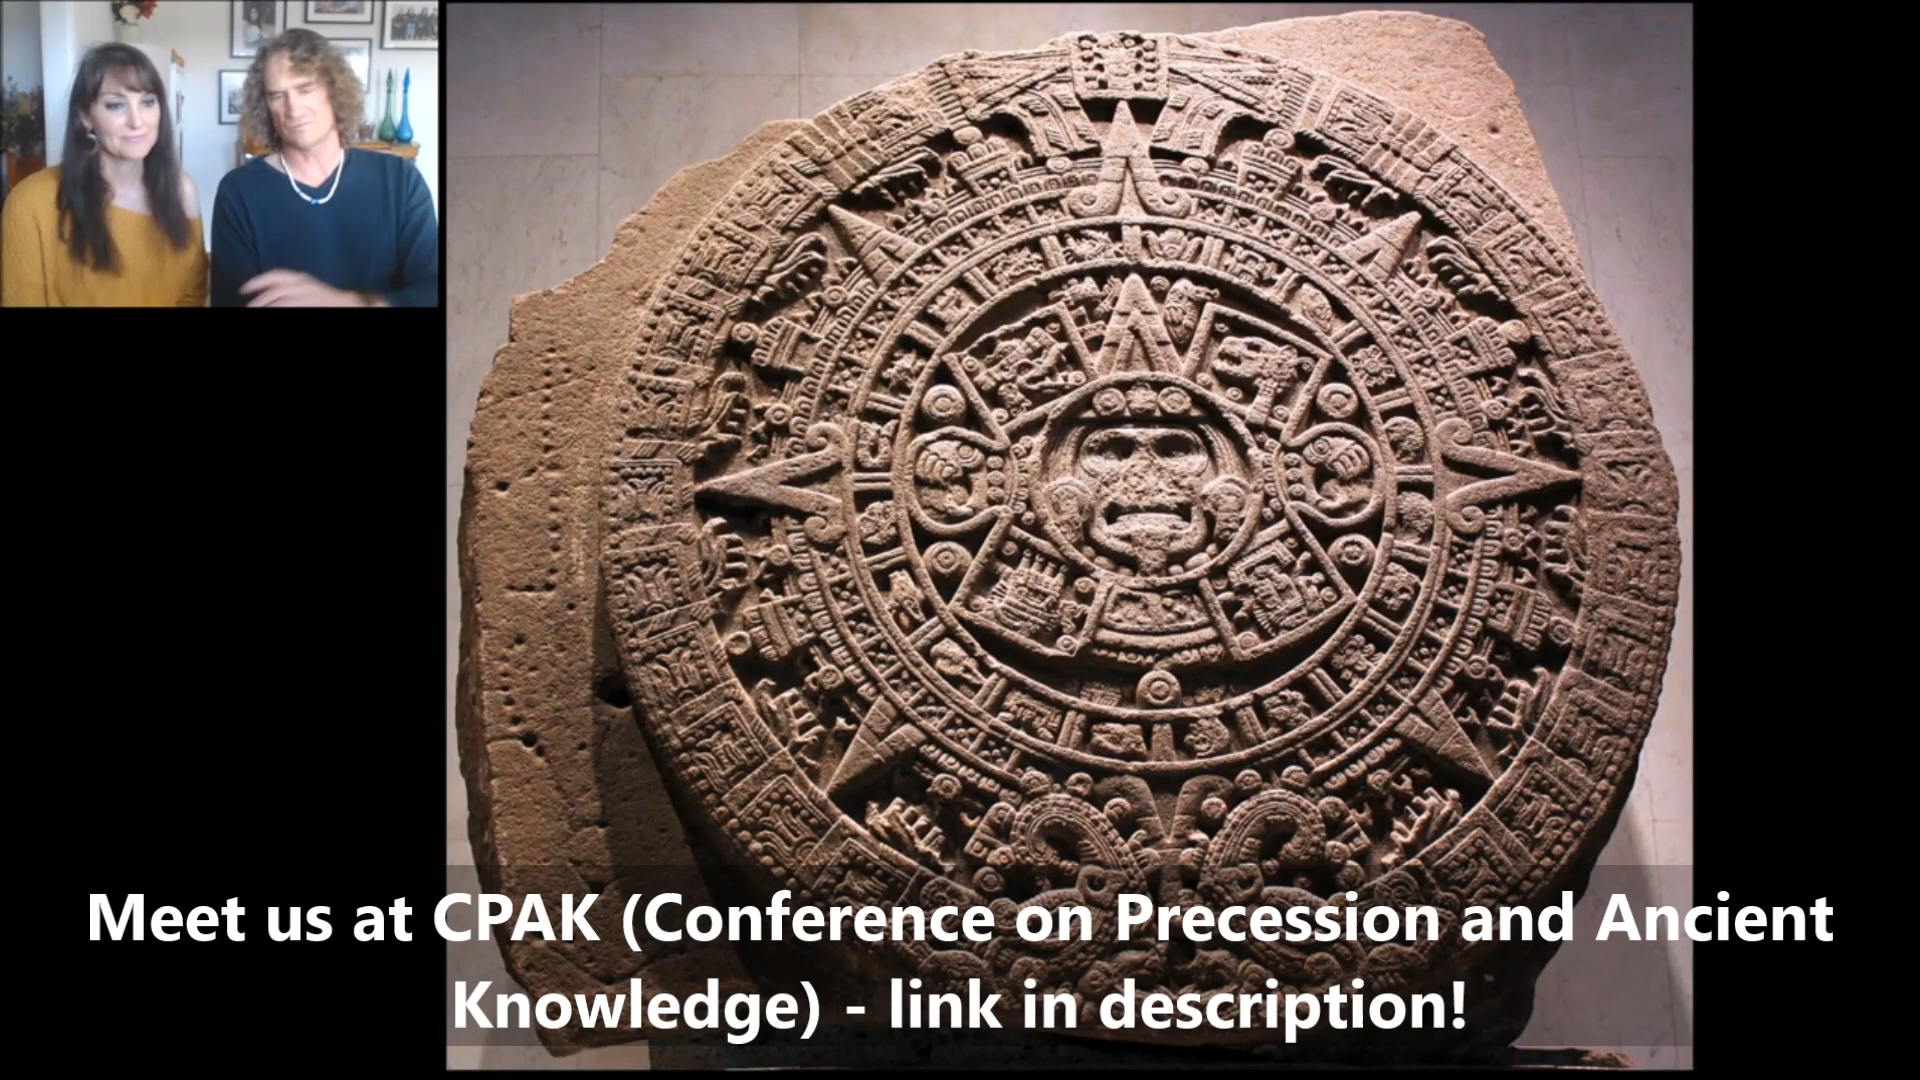 Meet us at CPAK (Conference on Precession and Ancient
Knowledge) - link in description!